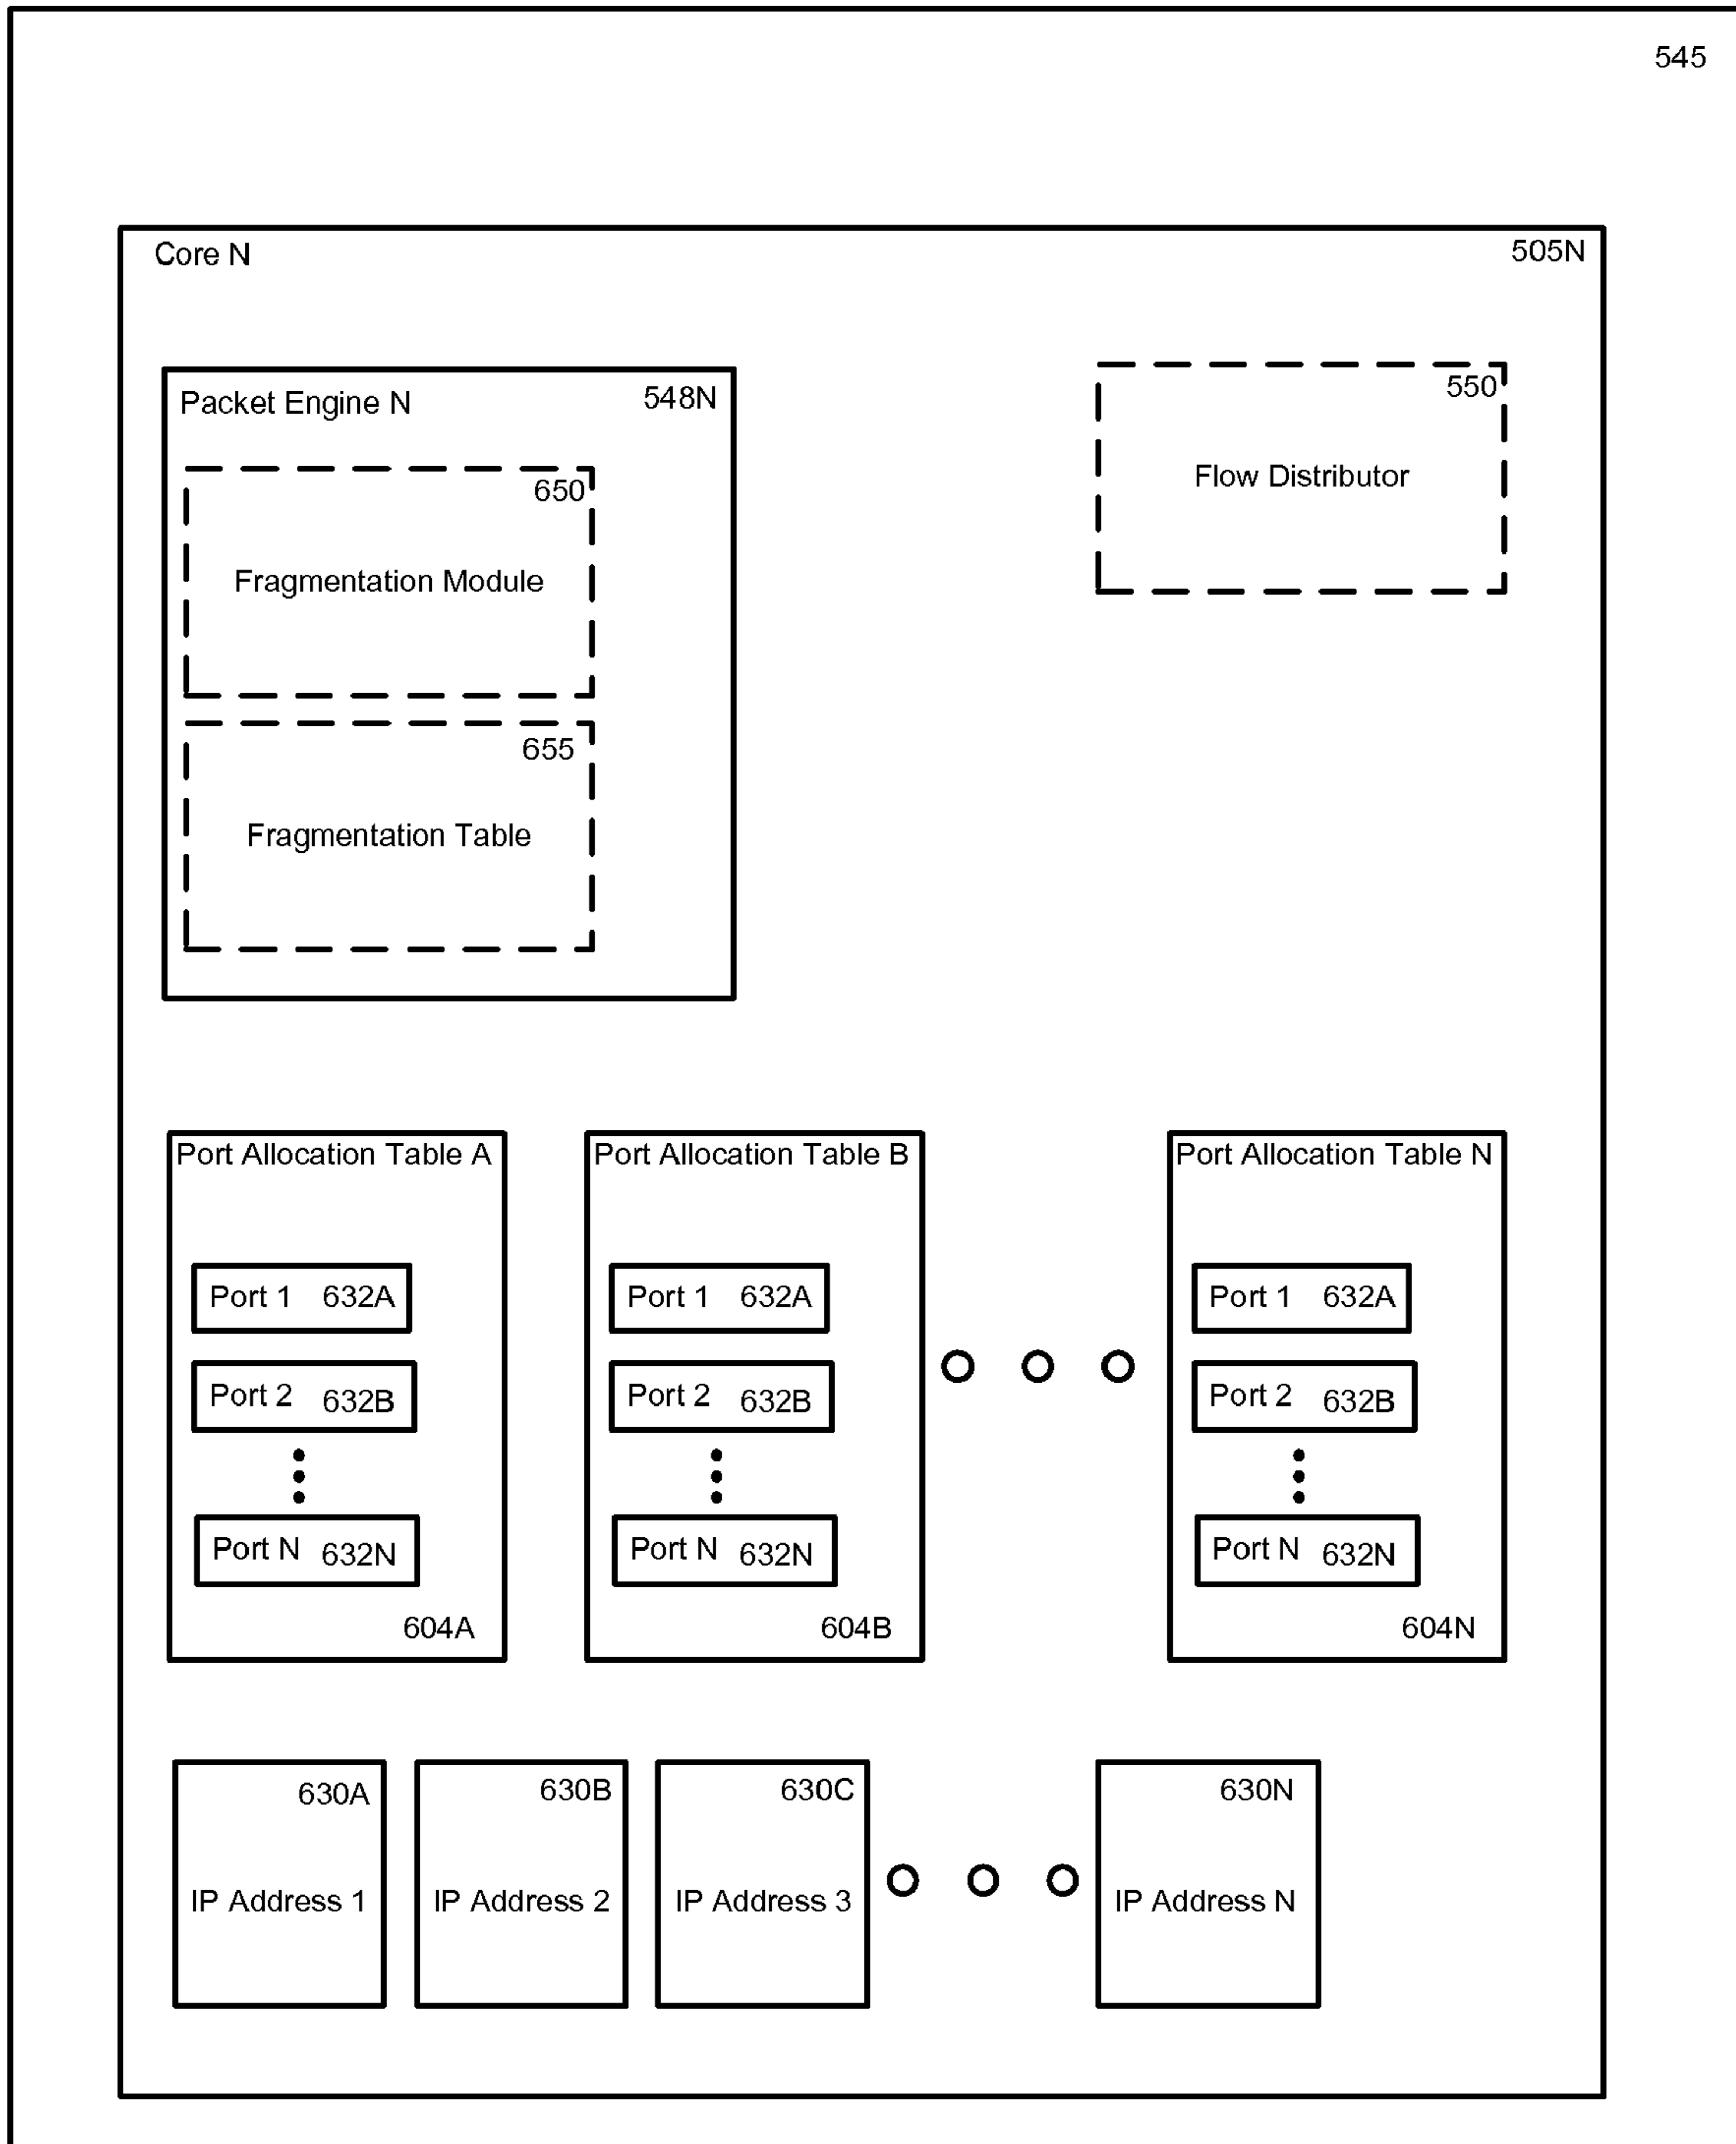 545
Core N 505N
Packet Engine N 548N
650
Fragmentation Module
655
Fragmentation Table
550
Flow Distributor
Port Allocation Table A
Port 1 632A
Port 2 632B
Port N 632N
604A
Port Allocation Table B
Port 1 632A
Port 2 632B
Port N 632N
604B
Port Allocation Table N
Port 1 632A
Port 2 632B
Port N 632N
604N
630A
IP Address 1
630B
IP Address 2
630C
IP Address 3
630N
IP Address N